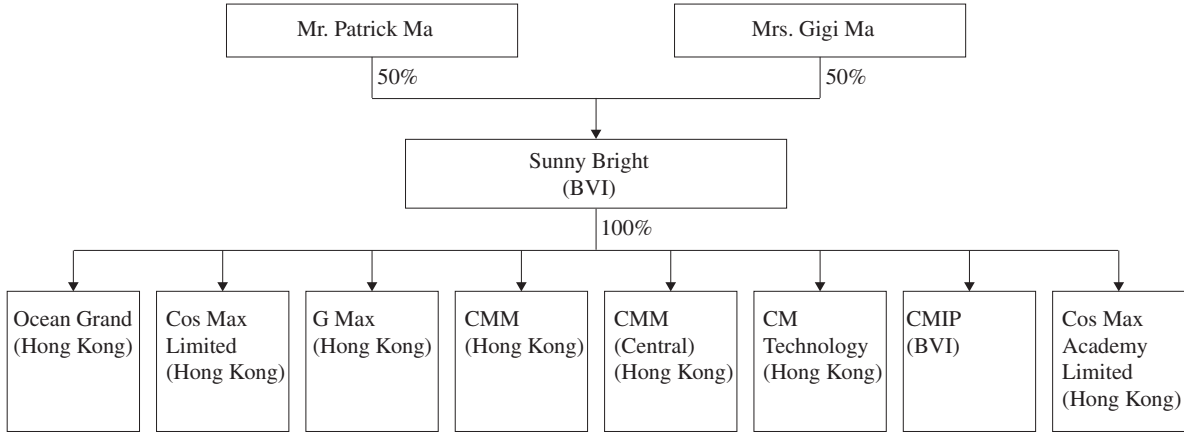 Mr. Patrick Ma
Mrs. Gigi Ma
50%
50%
Sunny Bright
(BVI)
100%
Ocean Grand
(Hong Kong)
Cos Max
Limited
(Hong Kong)
G Max
(Hong Kong)
CMM
(Hong Kong)
CMM
(Central)
(Hong Kong)
CM
Technology
(Hong Kong)
CMIP
(BVI)
Cos Max
Academy
Limited
(Hong Kong)